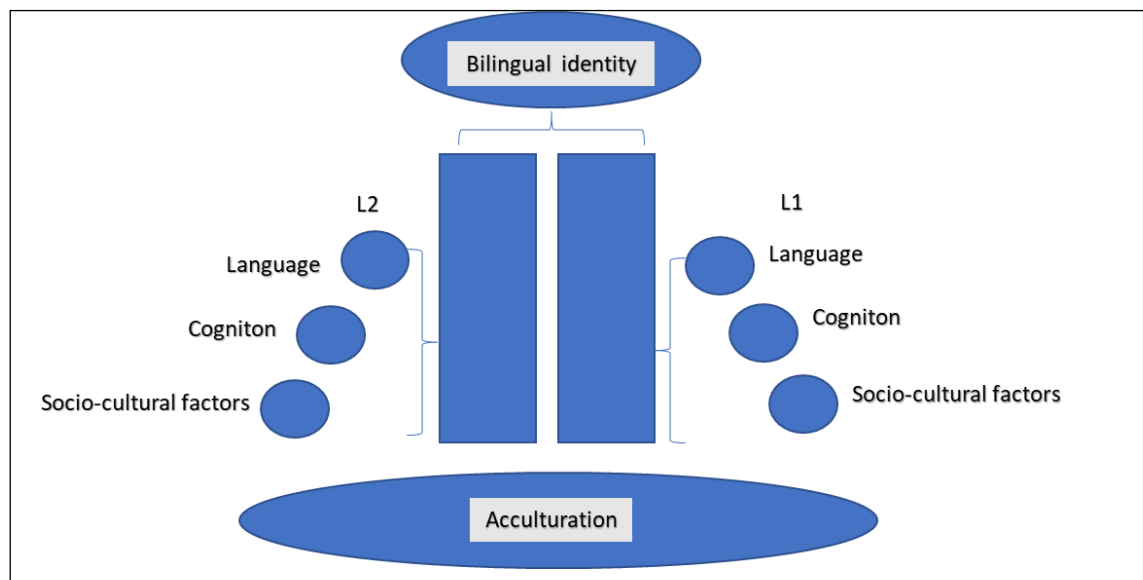 Bilingual identity
L2
Language
Cogniton
Socio-cultural factors
L1
Language
Cogniton
Socio-cultural factors
Acculturation